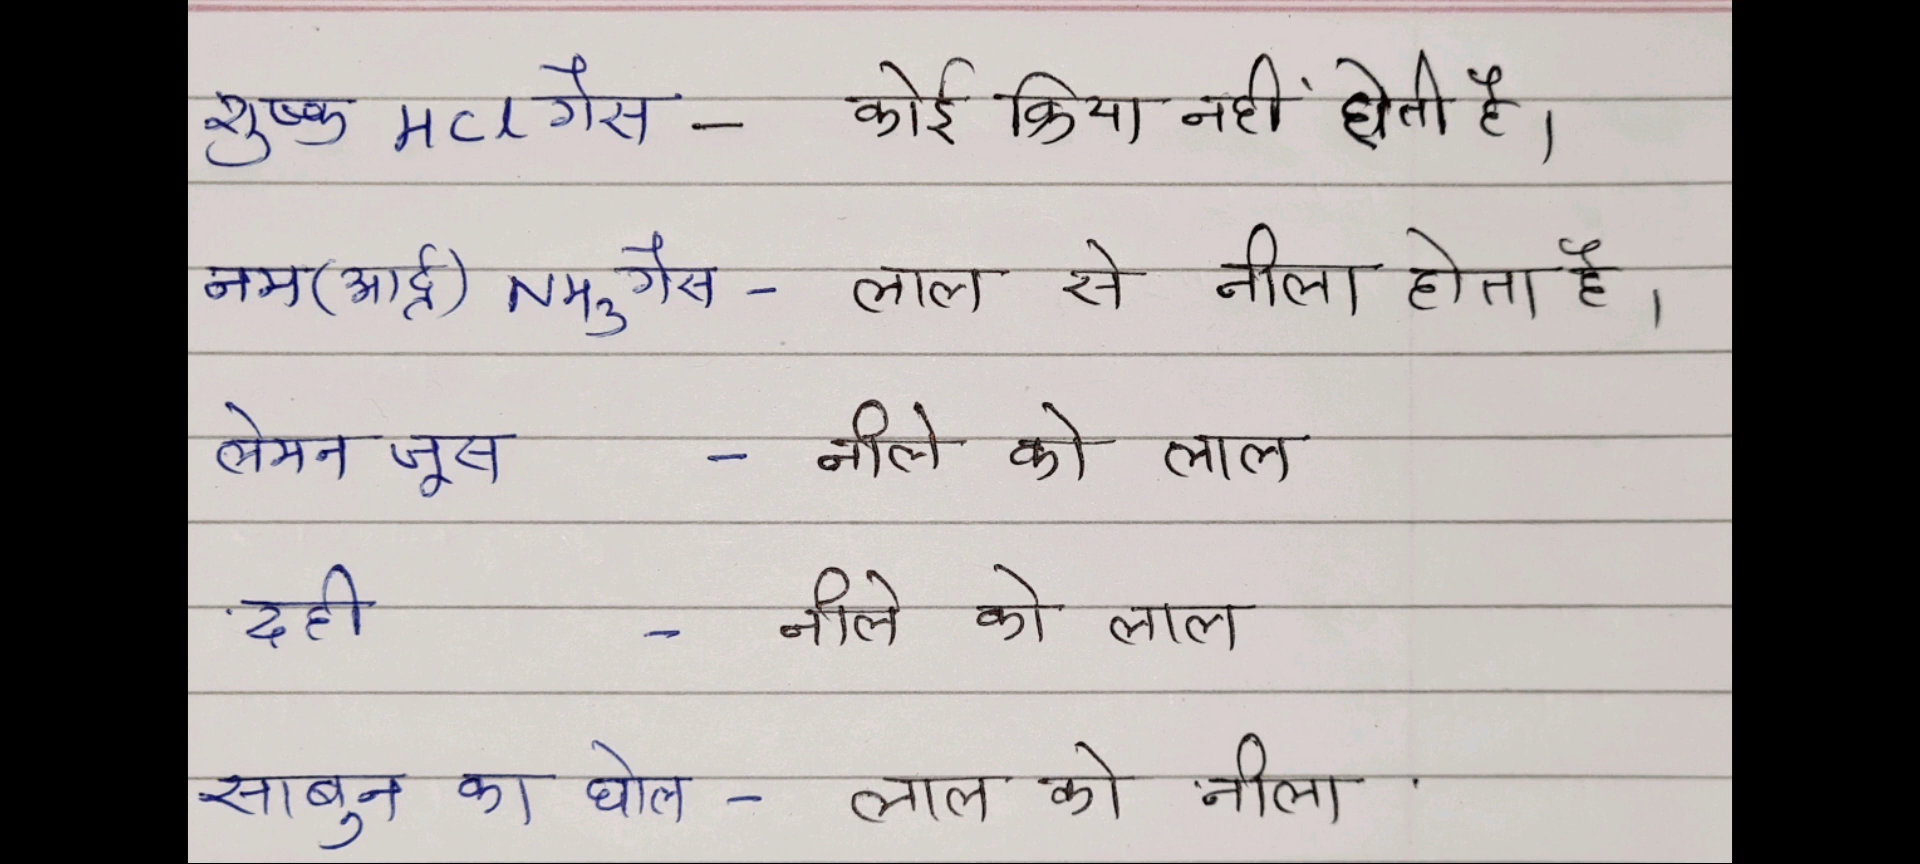 शुष्क HCl गैस – कोई क्रिया नहीं होती है।
नम (आर्द्र) NH3 गैस – लाल से नीला होता है।
लेमन जूस – नीले को लाल
दही – नीले को लाल
साबुन का घोल – लाल को नीला